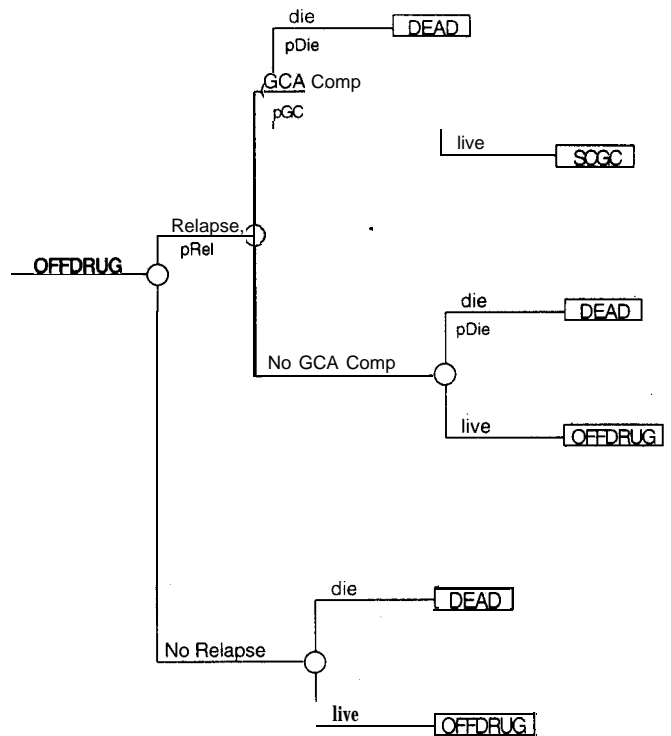 die
DEAD
pDie
GCA Comp
pGC
live
SCGC
Relapse,
pRel
OFFDRUG
die
DEAD
pDie
No GCA Comp
live
OFFDRUG
die
DEAD
No Relapse
live
OFFDRUG